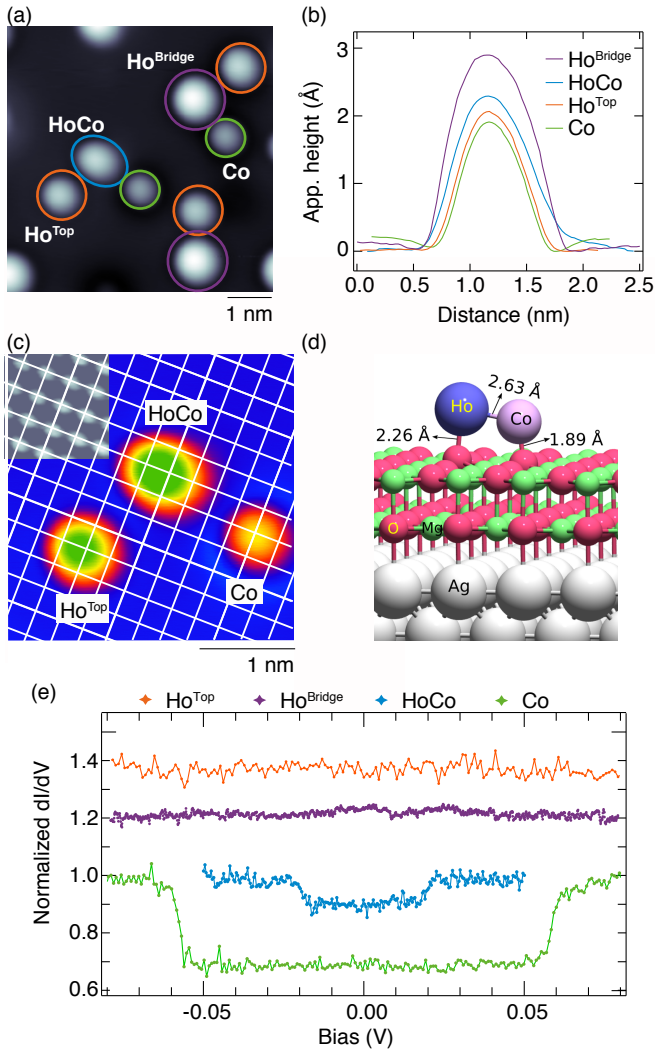 (a)
Ho^Bridge
HoCo
Co
Ho^Top
1 nm
(b)
App. height (Å)
3
2
1
0
Ho^Bridge
HoCo
Ho^Top
Co
0.0 0.5 1.0 1.5 2.0 2.5
Distance (nm)
(c)
HoCo
Co
Ho^Top
1 nm
(d)
2.63 Å
Ho
Co
2.26 Å
1.89 Å
O
Mg
Ag
(e)
Ho^Top Ho^Bridge HoCo Co
Normalized dI/dV
1.4
1.2
1.0
0.8
0.6
-0.05 0.00 0.05
Bias (V)